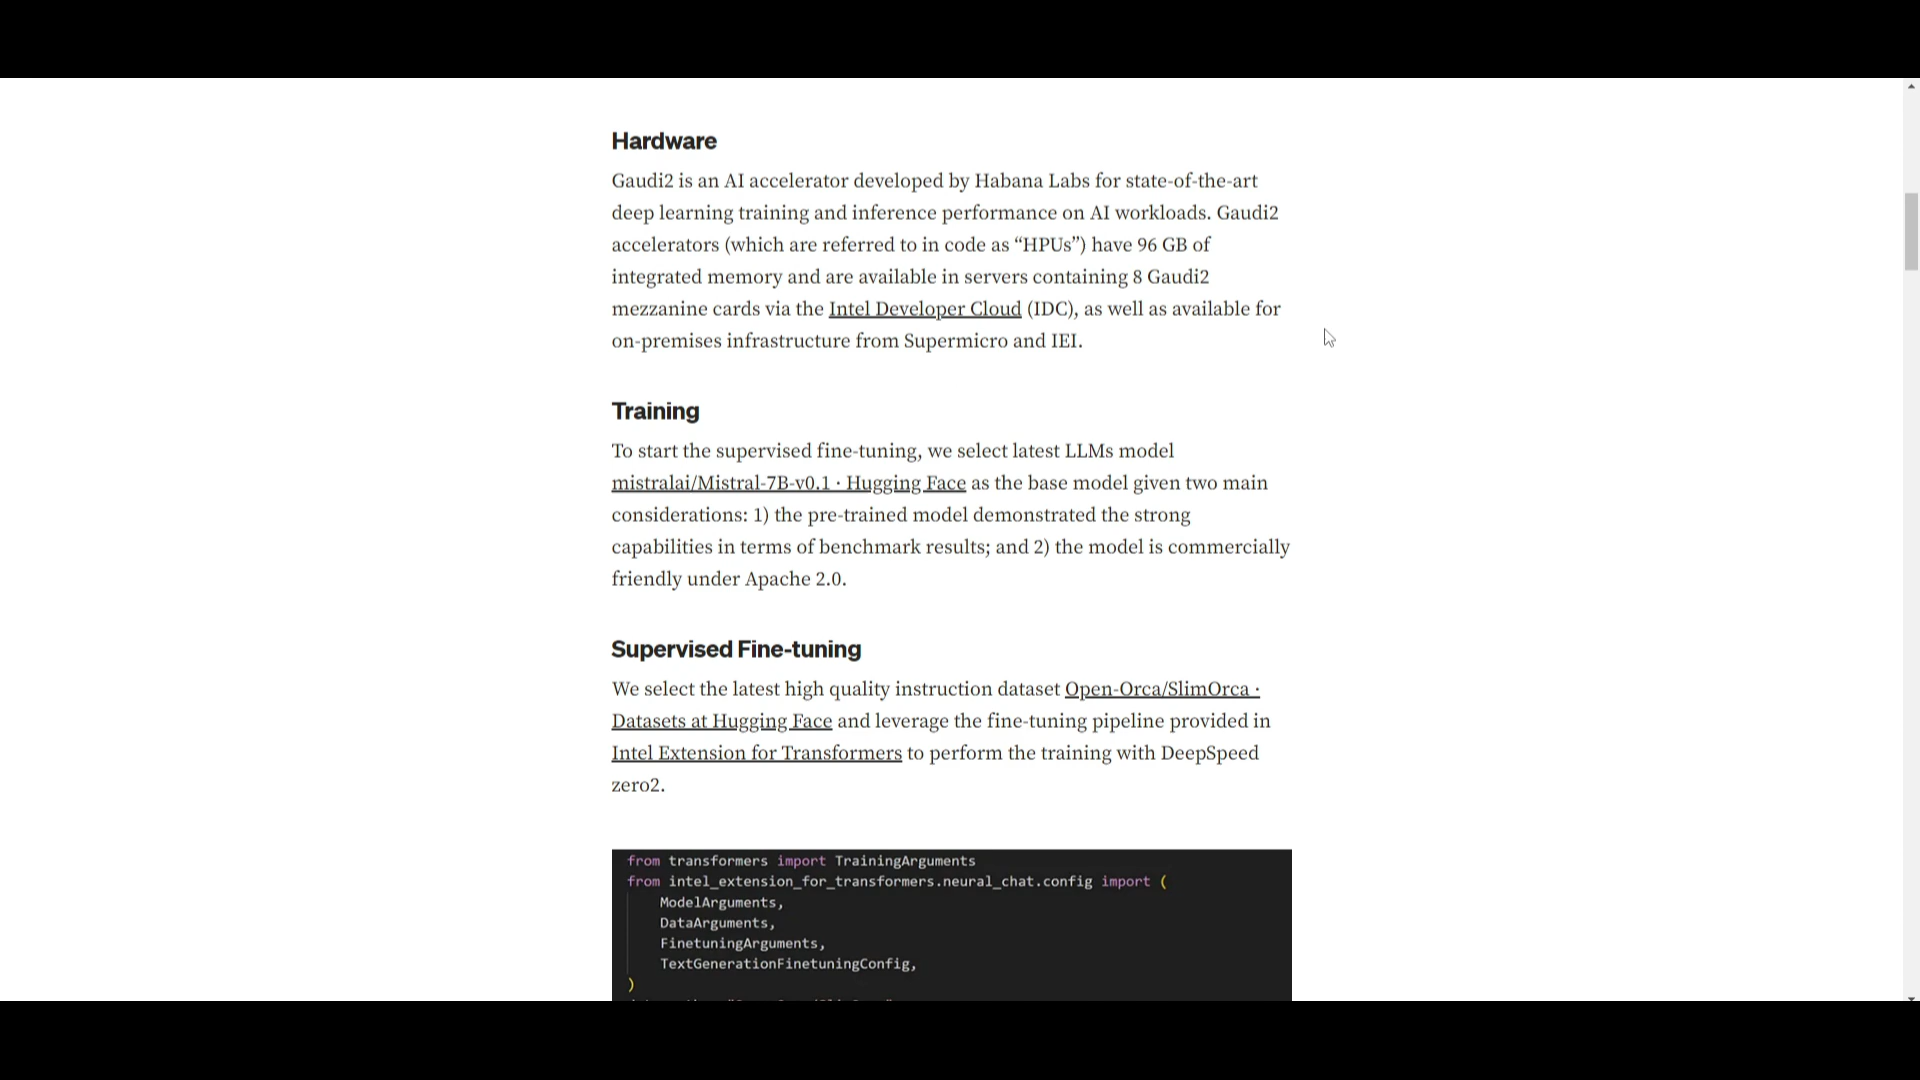 Hardware
Gaudi2 is an AI accelerator developed by Habana Labs for state-of-the-art
deep learning training and inference performance on AI workloads. Gaudi2
accelerators (which are referred to in code as “HPUs”) have 96 GB of
integrated memory and are available in servers containing 8 Gaudi2
mezzanine cards via the Intel Developer Cloud (IDC), as well as available for
on-premises infrastructure from Supermicro and IEI.
Training
To start the supervised fine-tuning, we select latest LLMs model
mistralai/Mistral-7B-v0.1 · Hugging Face as the base model given two main
considerations: 1) the pre-trained model demonstrated the strong
capabilities in terms of benchmark results; and 2) the model is commercially
friendly under Apache 2.0.
Supervised Fine-tuning
We select the latest high quality instruction dataset Open-Orca/SlimOrca ·
Datasets at Hugging Face and leverage the fine-tuning pipeline provided in
Intel Extension for Transformers to perform the training with DeepSpeed
zero2.
from transformers import TrainingArguments
from intel_extension_for_transformers.neural_chat.config import (
    ModelArguments,
    DataArguments,
    FinetuningArguments,
    TextGenerationFinetuningConfig,
)